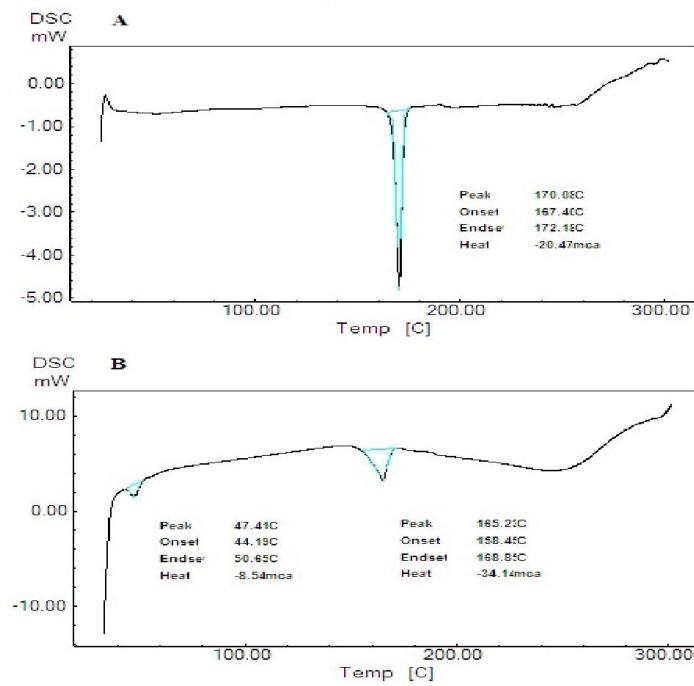 DSC
mW
A
0.00
-1.00
-2.00
-3.00
-4.00
-5.00
Peak 170.08C
Onset 167.40C
Endset 172.18C
Heat -20.47mca
100.00 200.00 300.00
Temp [C]
DSC
mW
B
10.00
0.00
-10.00
Peak 47.41C
Onset 44.19C
Endset 50.65C
Heat -8.54mca
Peak 165.23C
Onset 158.45C
Endset 168.85C
Heat -34.14mca
100.00 200.00 300.00
Temp [C]